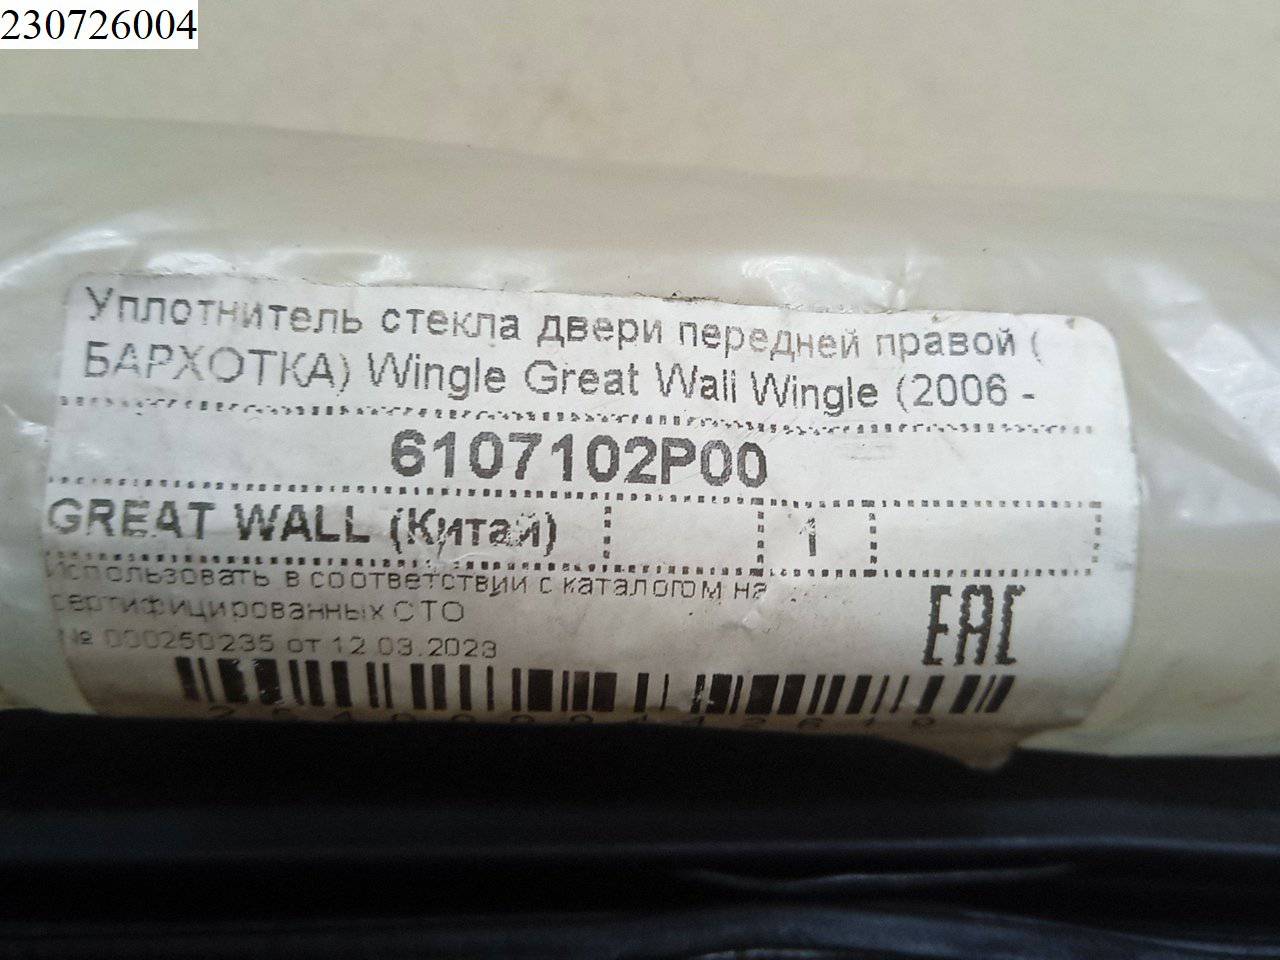 230726004
Уплотнитель стекла двери передней правой (
БАРХОТКА) Wingle Great Wall Wingle (2006 -
6107102P00
GREAT WALL (Китай) 1
Использовать в соответствии с каталогом на
сертифицированных СТО
№ 000250235 от 12.03.2023
EAC